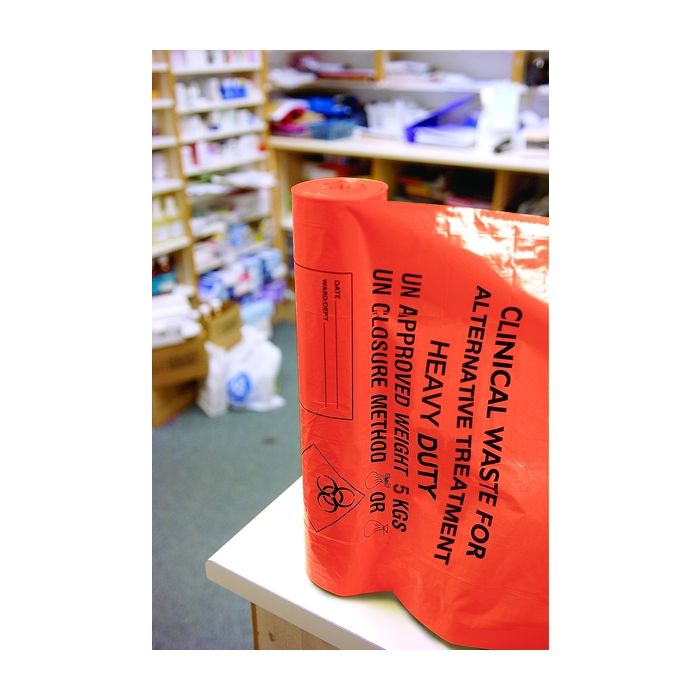 CLINICAL WASTE FOR
ALTERNATIVE TREATMENT
HEAVY DUTY
UN APPROVED WEIGHT 5 KGS
UN CLOSURE METHOD OR
DATE
WARD/DEPT